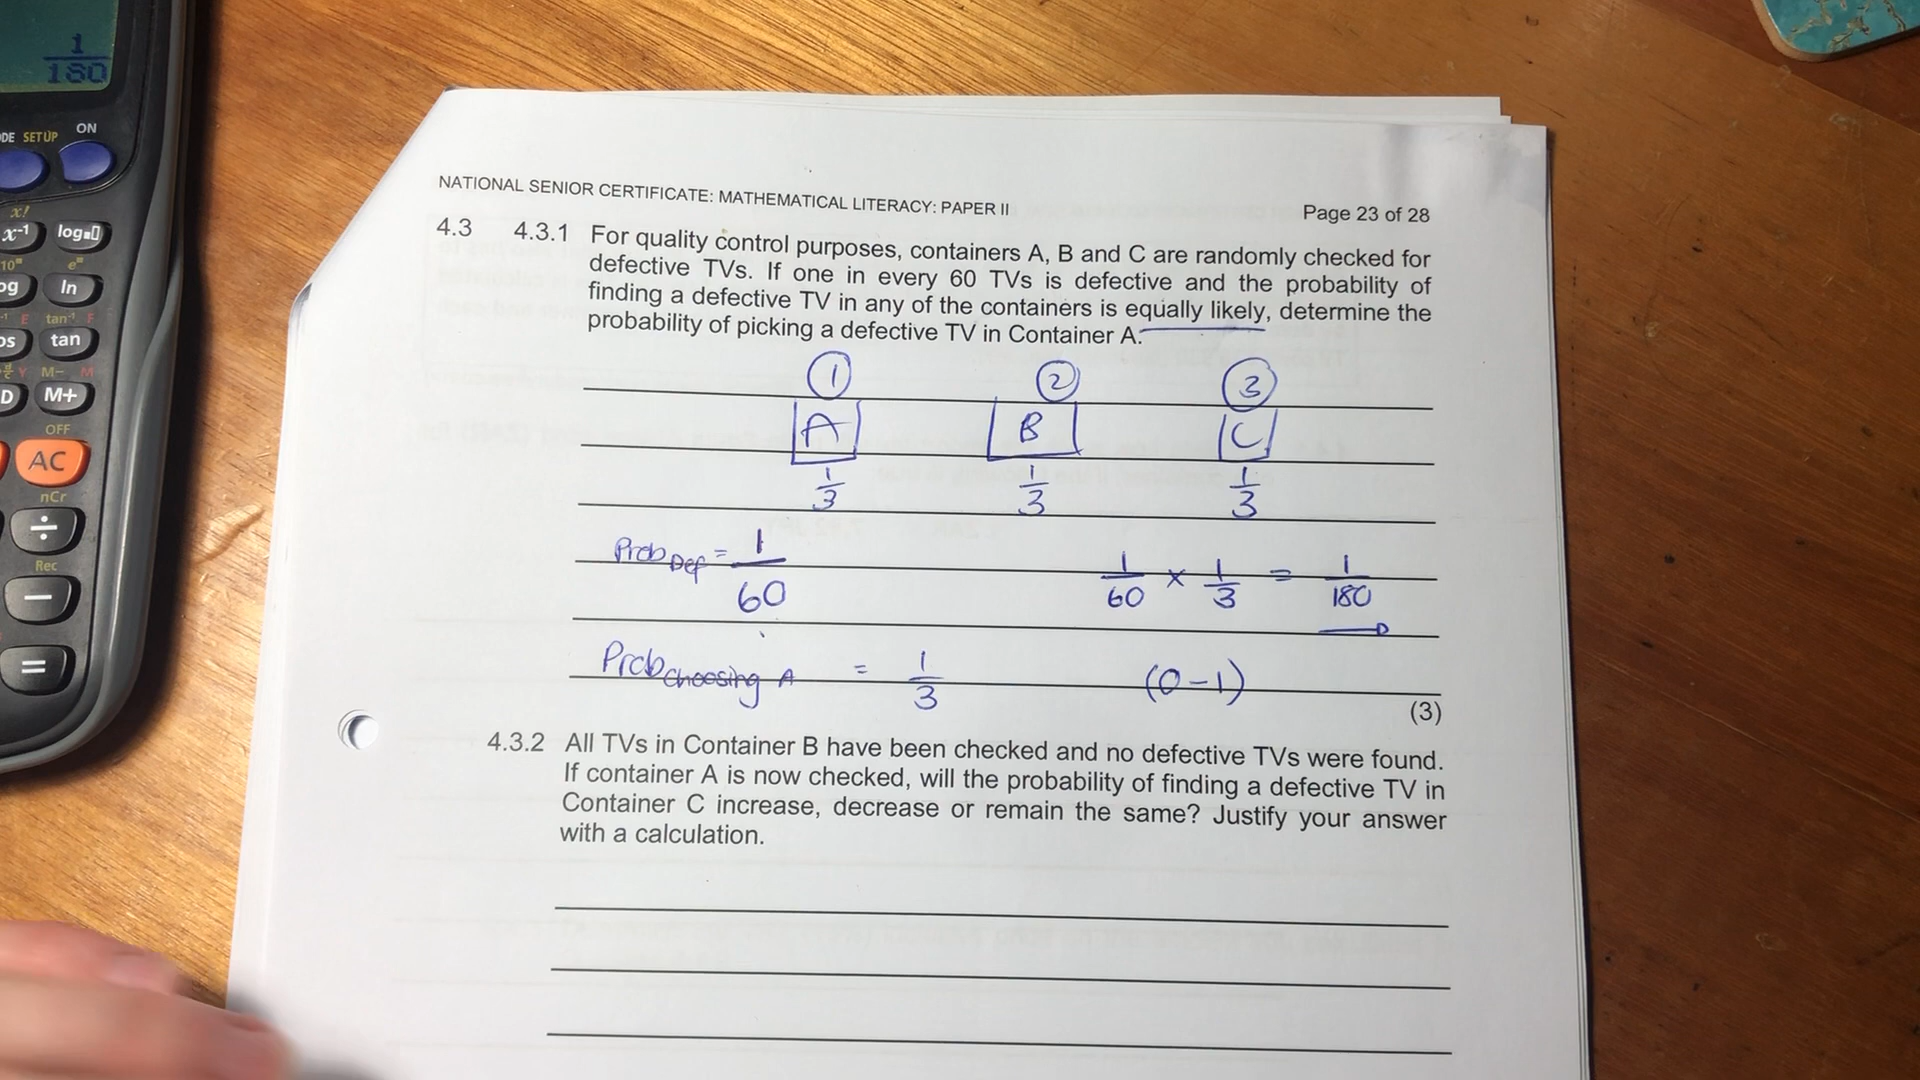 1
180
ODE SETUP ON
x!
x-1 log
10 e
og ln
tan-1 F
os tan
M- M
D M+
OFF
AC
nCr
÷
Rec
−
=
NATIONAL SENIOR CERTIFICATE: MATHEMATICAL LITERACY: PAPER II
Page 23 of 28
4.3 4.3.1 For quality control purposes, containers A, B and C are randomly checked for
defective TVs. If one in every 60 TVs is defective and the probability of
finding a defective TV in any of the containers is equally likely, determine the
probability of picking a defective TV in Container A.
1 2 3
A B C
1/3 1/3 1/3
Prob Def = 1/60 1/60 × 1/3 = 1/180
Prob choosing A = 1/3 (0-1)
(3)
4.3.2 All TVs in Container B have been checked and no defective TVs were found.
If container A is now checked, will the probability of finding a defective TV in
Container C increase, decrease or remain the same? Justify your answer
with a calculation.